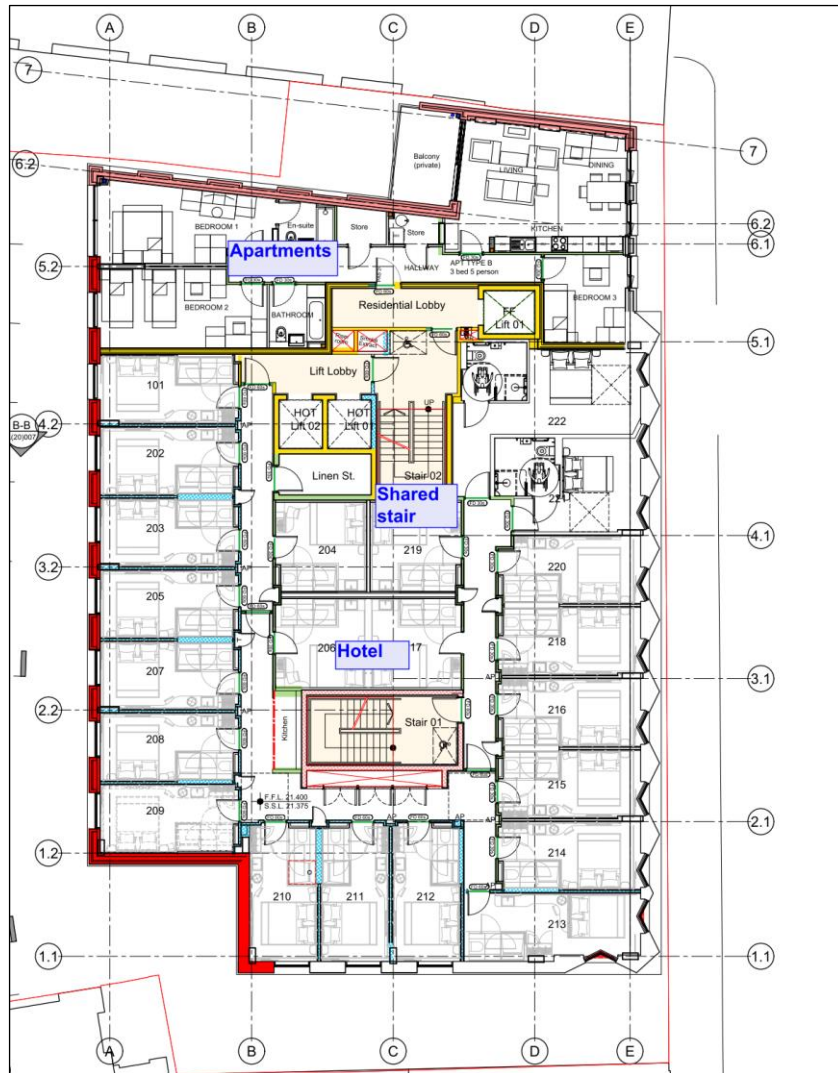 A
B
C
D
E
7
6.2
Balcony
(private)
LIVING
DINING
7
KITCHEN
6.2
6.1
BEDROOM 1
En-suite
Store
Store
Apartments
HALLWAY
APT TYPE B
3 bed 5 person
5.2
BEDROOM 2
BATHROOM
Residential Lobby
FF
Lift 01
BEDROOM 3
5.1
Lift Lobby
101
UP
222
B-B
(20)007
4.2
HOT
Lift 02
HOT
Lift 01
202
Linen St.
Stair 02
Shared
stair
203
204
219
4.1
220
3.2
205
206
Hotel
17
218
207
3.1
2.2
Kitchen
Stair 01
216
208
215
F.F.L. 21.400
S.S.L. 21.375
209
AP
AP
AP
2.1
214
1.2
210
211
212
213
1.1
1.1
A
B
C
D
E